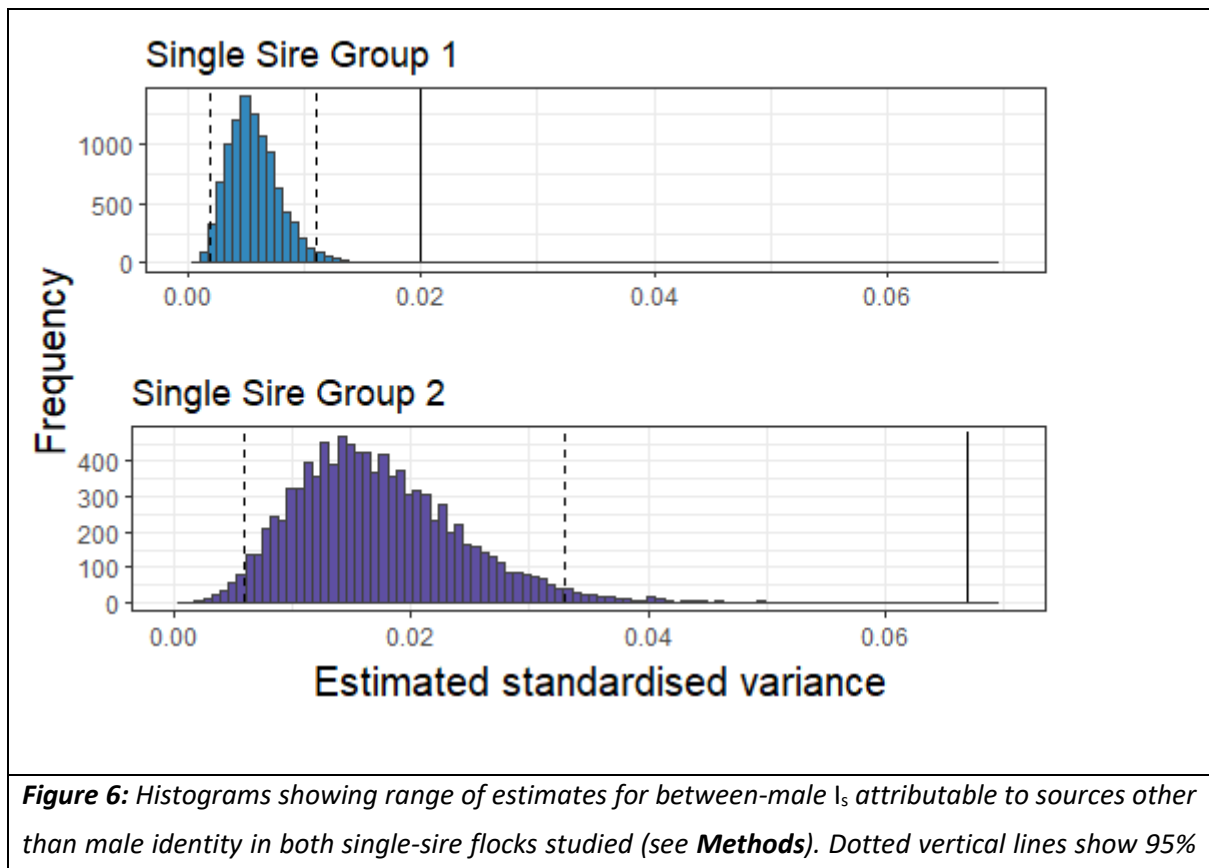 Single Sire Group 1
1000
500
0
0.00 0.02 0.04 0.06
Frequency
Single Sire Group 2
400
300
200
100
0
0.00 0.02 0.04 0.06
Estimated standardised variance
Figure 6: Histograms showing range of estimates for between-male Iₛ attributable to sources other
than male identity in both single-sire flocks studied (see Methods). Dotted vertical lines show 95%